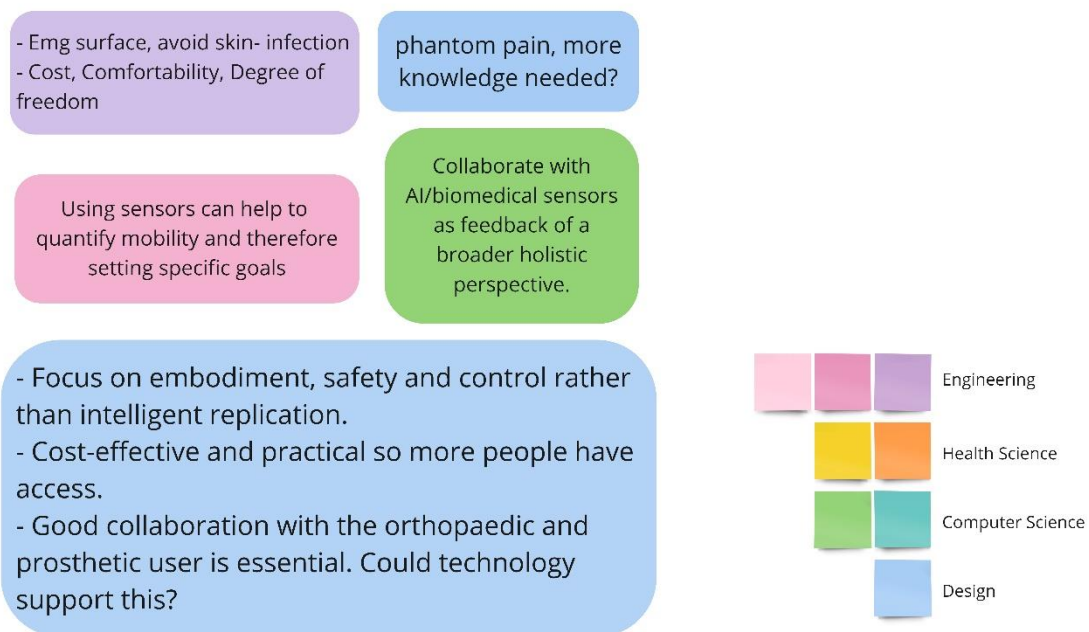 - Emg surface, avoid skin- infection
- Cost, Comfortability, Degree of
freedom
phantom pain, more
knowledge needed?
Using sensors can help to
quantify mobility and therefore
setting specific goals
Collaborate with
AI/biomedical sensors
as feedback of a
broader holistic
perspective.
- Focus on embodiment, safety and control rather
than intelligent replication.
- Cost-effective and practical so more people have
access.
- Good collaboration with the orthopaedic and
prosthetic user is essential. Could technology
support this?
Engineering
Health Science
Computer Science
Design